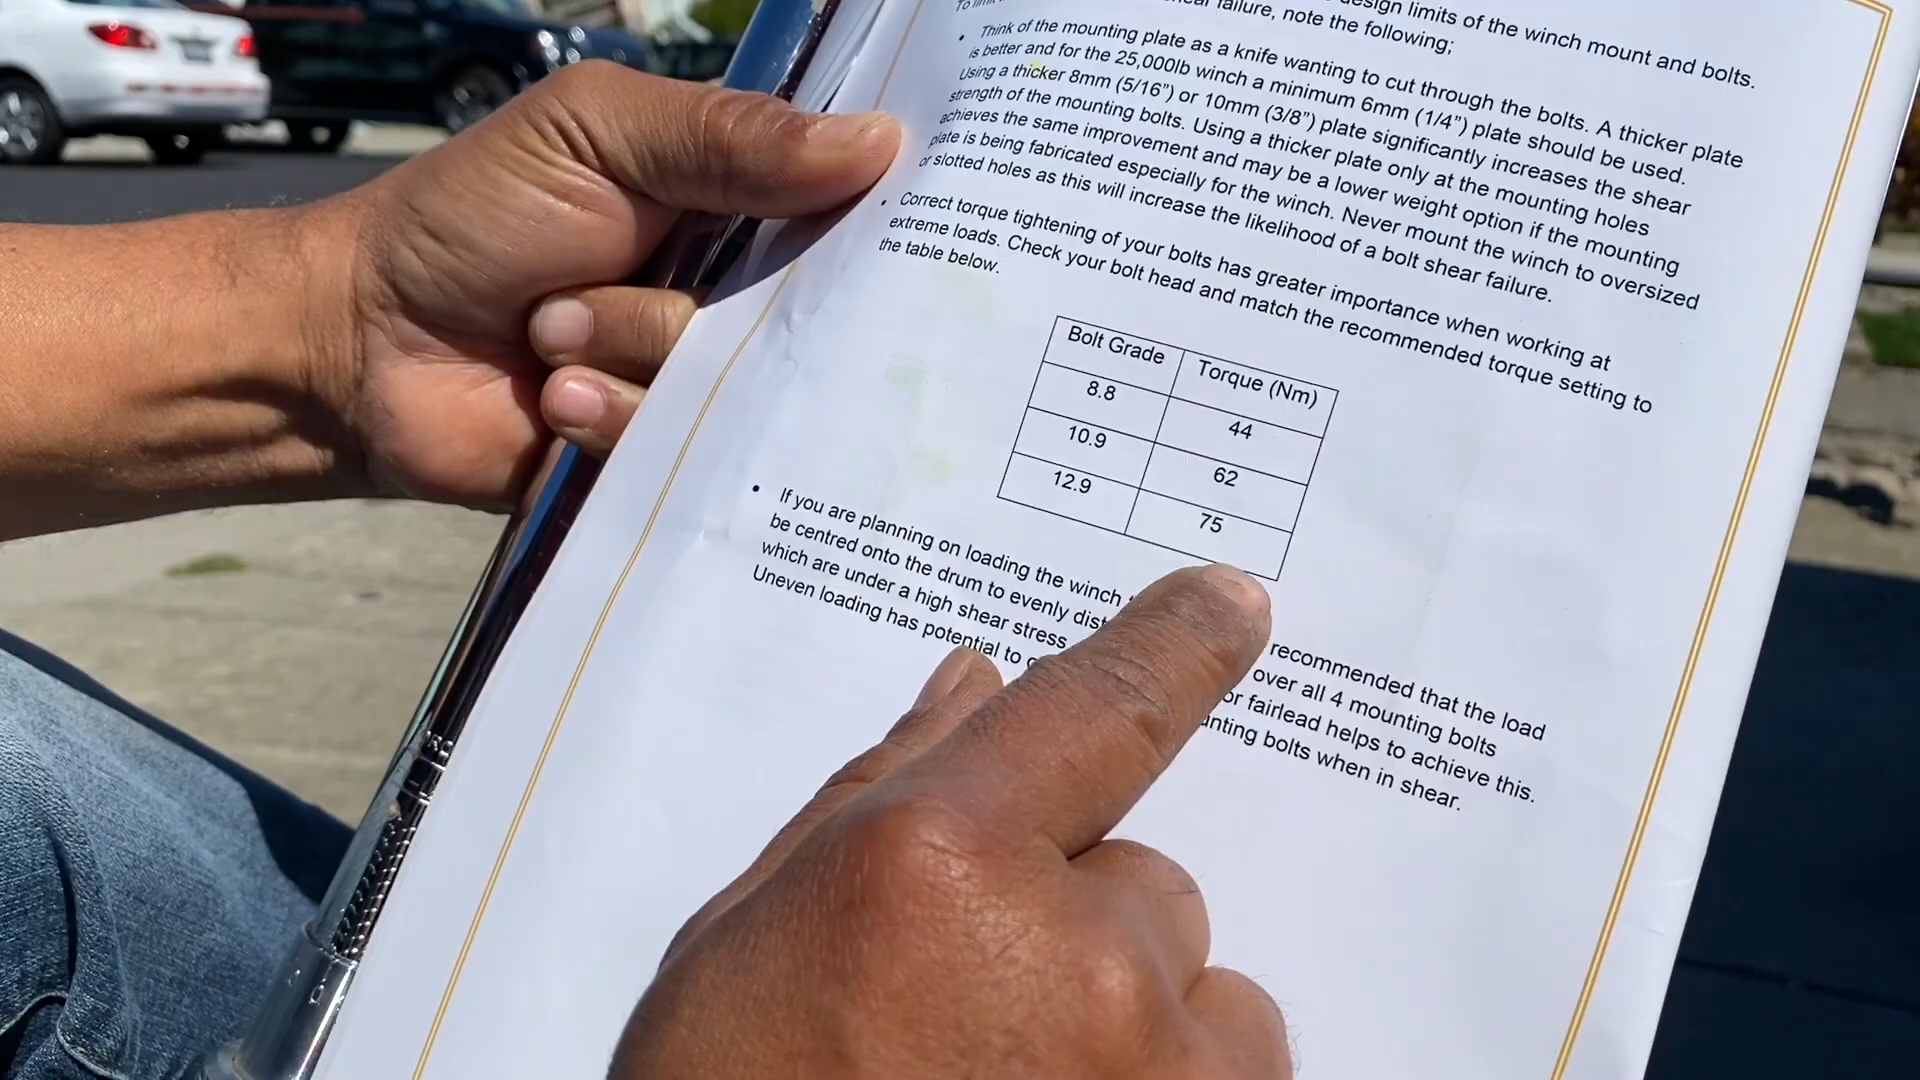 design limits of the winch mount and bolts.
To limit failure, note the following;
• Think of the mounting plate as a knife wanting to cut through the bolts. A thicker plate
is better and for the 25,000lb winch a minimum 6mm (1/4”) plate should be used.
Using a thicker 8mm (5/16”) or 10mm (3/8”) plate significantly increases the shear
strength of the mounting bolts. Using a thicker plate only at the mounting holes
achieves the same improvement and may be a lower weight option if the mounting
plate is being fabricated especially for the winch. Never mount the winch to oversized
or slotted holes as this will increase the likelihood of a bolt shear failure.
• Correct torque tightening of your bolts has greater importance when working at
extreme loads. Check your bolt head and match the recommended torque setting to
the table below.
Bolt Grade Torque (Nm)
8.8 44
10.9 62
12.9 75
• If you are planning on loading the winch recommended that the load
be centred onto the drum to evenly over all 4 mounting bolts
which are under a high shear stress or fairlead helps to achieve this.
Uneven loading has potential to bolts when in shear.